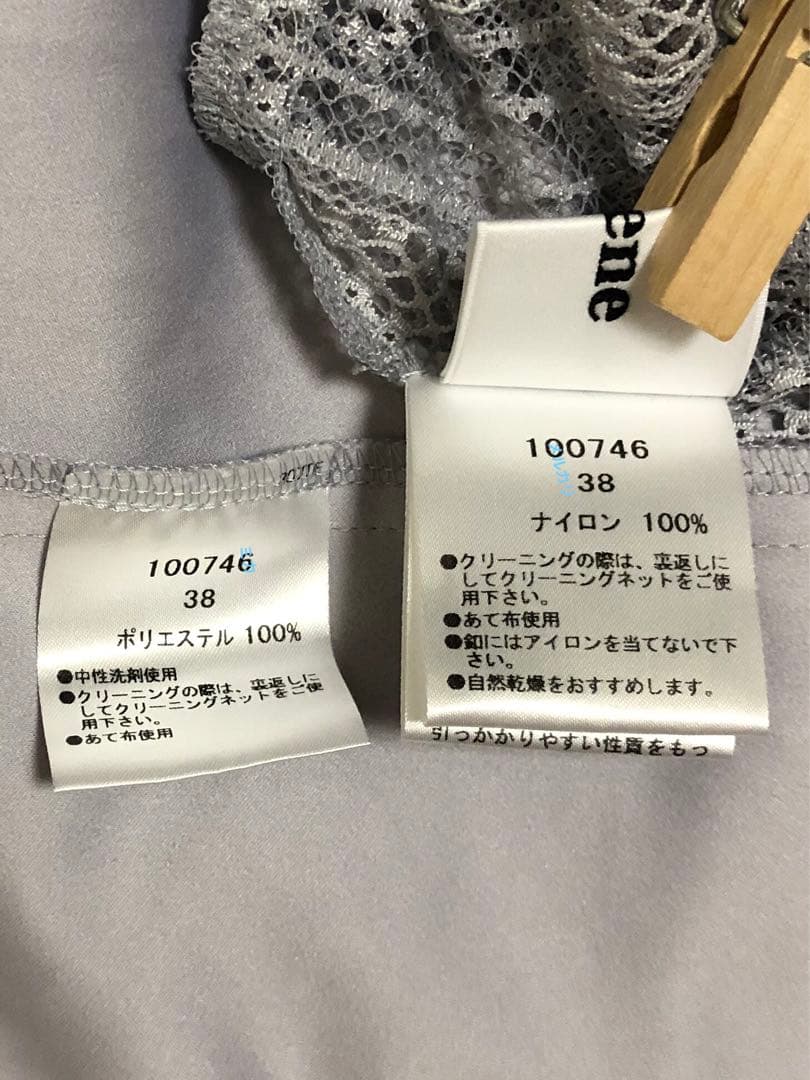 ene
100746
38
ナイロン 100%
●クリーニングの際は、裏返しに
してクリーニングネットをご使
用下さい。
●あて布使用
●釦にはアイロンを当てないで下
さい。
●自然乾燥をおすすめします。
引っかかりやすい性質をもっ
100746
38
ポリエステル 100%
●中性洗剤使用
●クリーニングの際は、裏返しに
してクリーニングネットをご使
用下さい。
●あて布使用